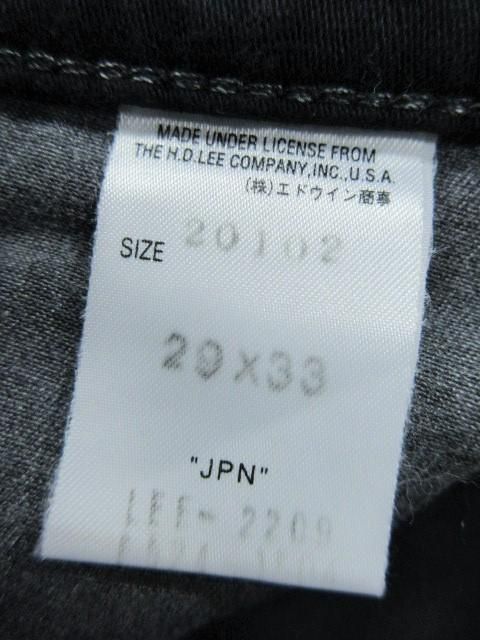 MADE UNDER LICENSE FROM
THE H.D.LEE COMPANY,INC.,U.S.A.
(株)エドウイン商事
SIZE 20102
29X33
"JPN"
2209